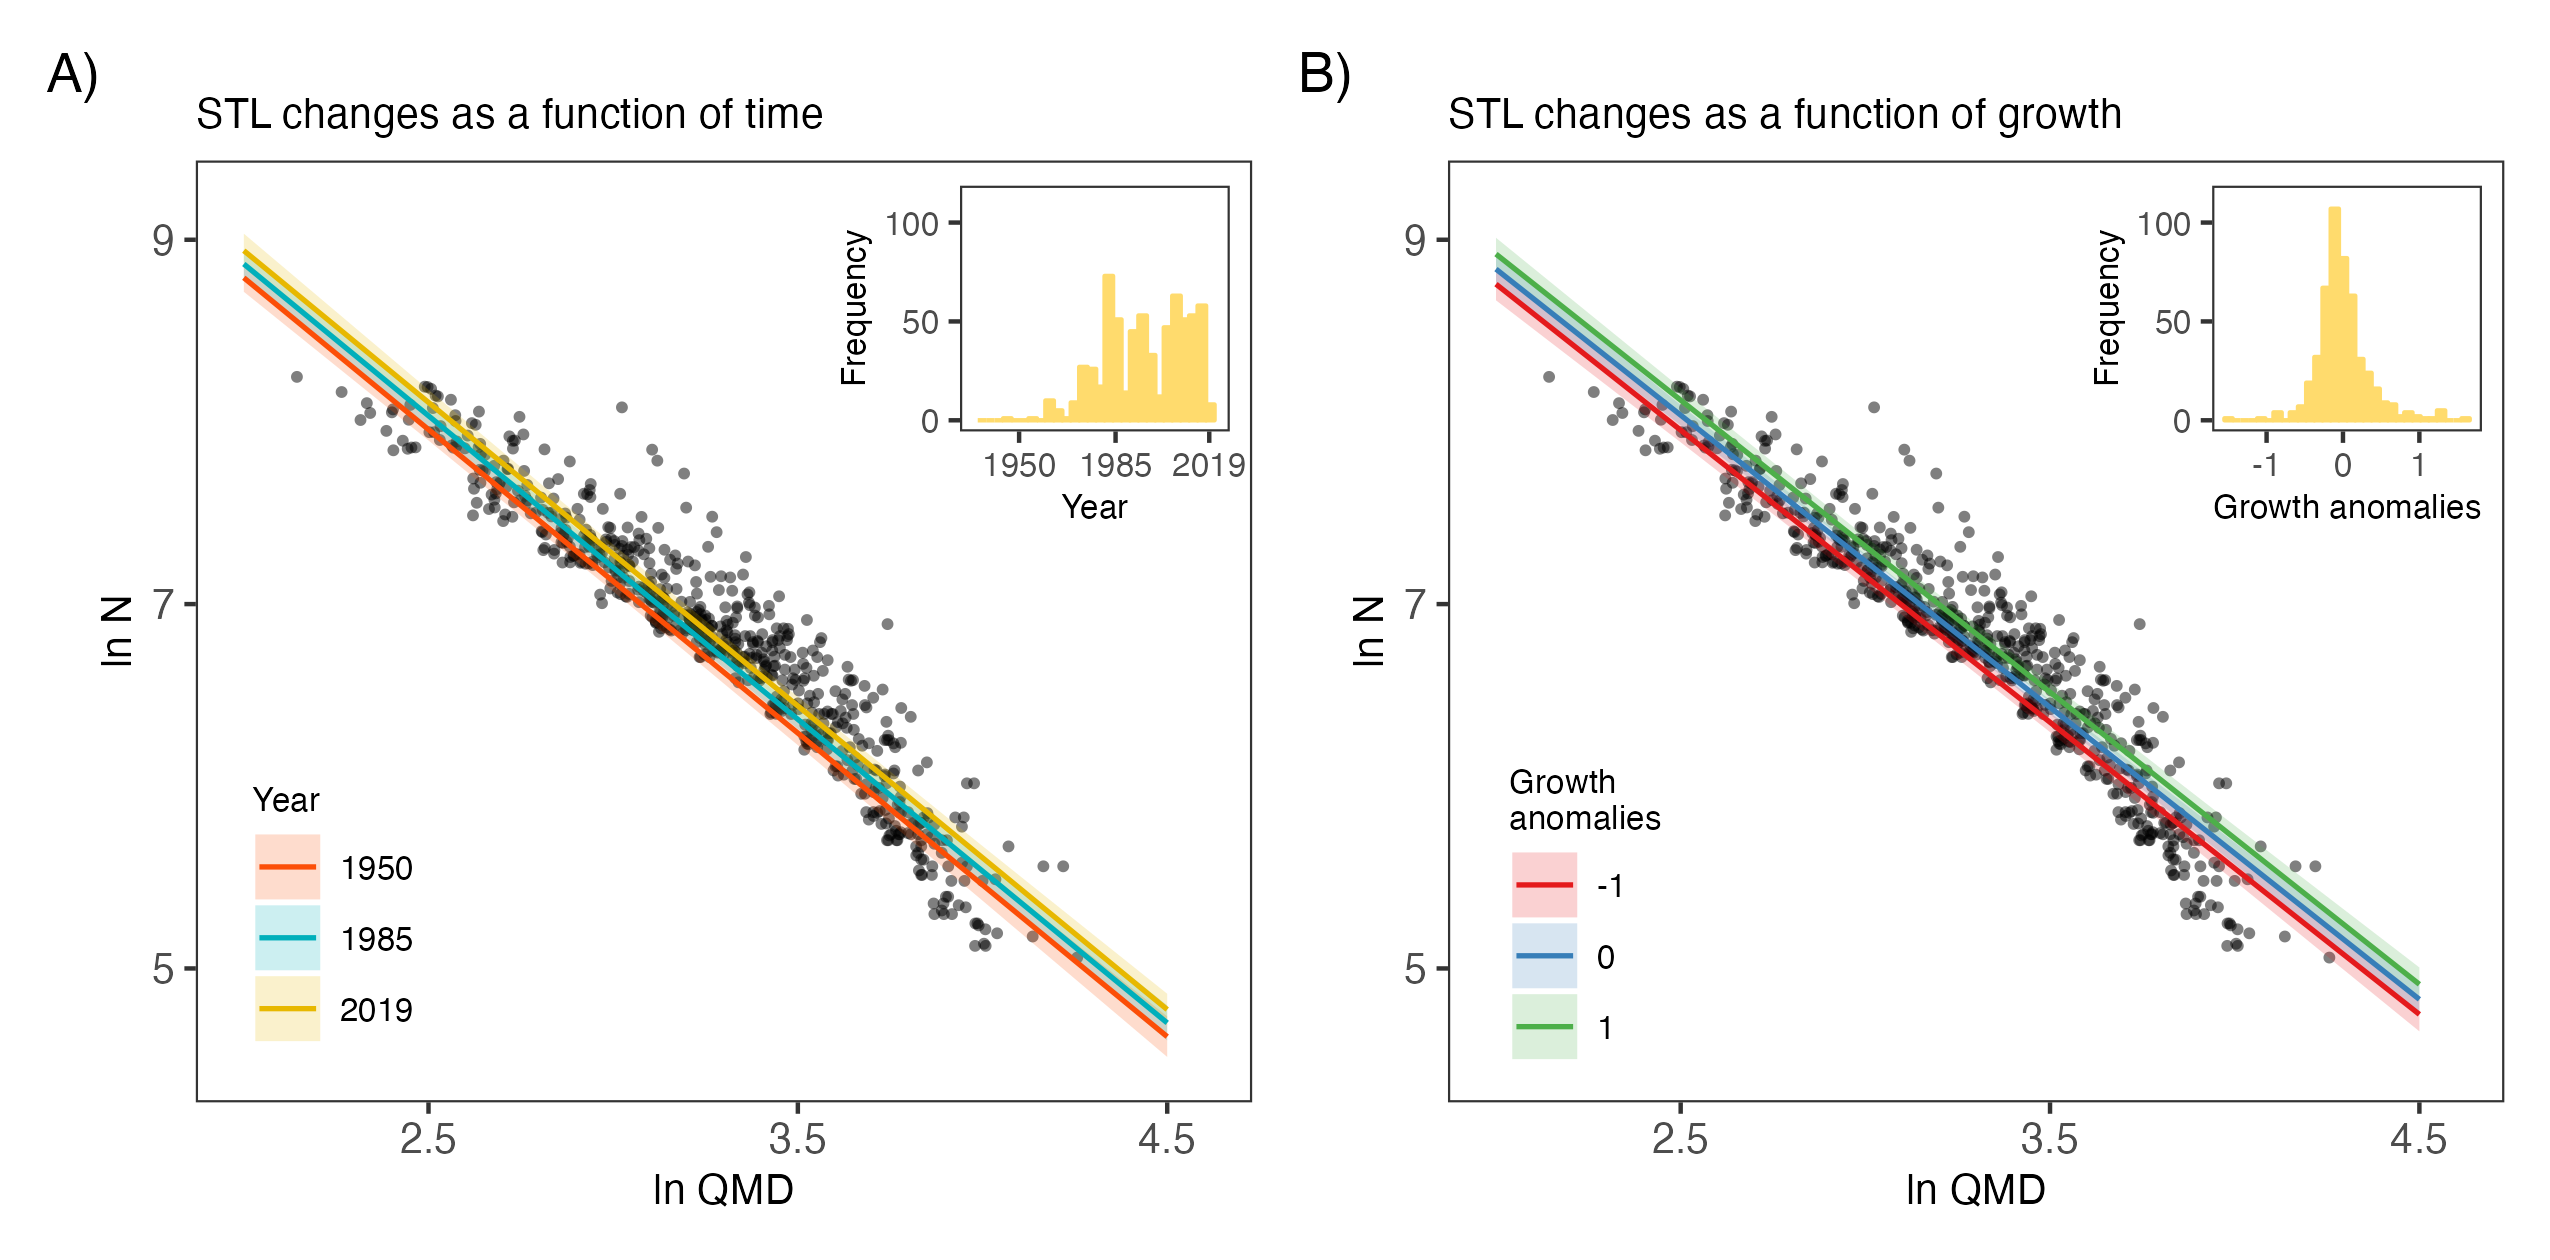 A)
STL changes as a function of time
9
7
5
ln N
2.5
3.5
4.5
ln QMD
Year
1950
1985
2019
100
50
0
Frequency
1950
1985
2019
Year
B)
STL changes as a function of growth
9
7
5
ln N
2.5
3.5
4.5
ln QMD
Growth
anomalies
-1
0
1
100
50
0
Frequency
-1
0
1
Growth anomalies